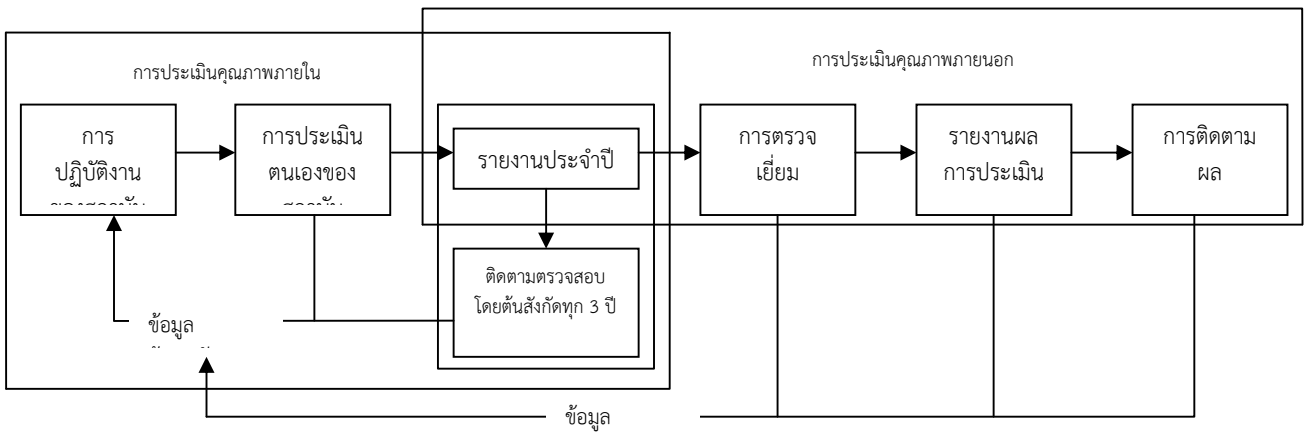 การประเมินคุณภาพภายใน
การประเมินคุณภาพภายนอก
การ
ปฏิบัติงาน
การประเมิน
ตนเองของ
รายงานประจำปี
ติดตามตรวจสอบ
โดยต้นสังกัดทุก 3 ปี
การตรวจ
เยี่ยม
รายงานผล
การประเมิน
การติดตาม
ผล
ข้อมูล
ข้อมูล